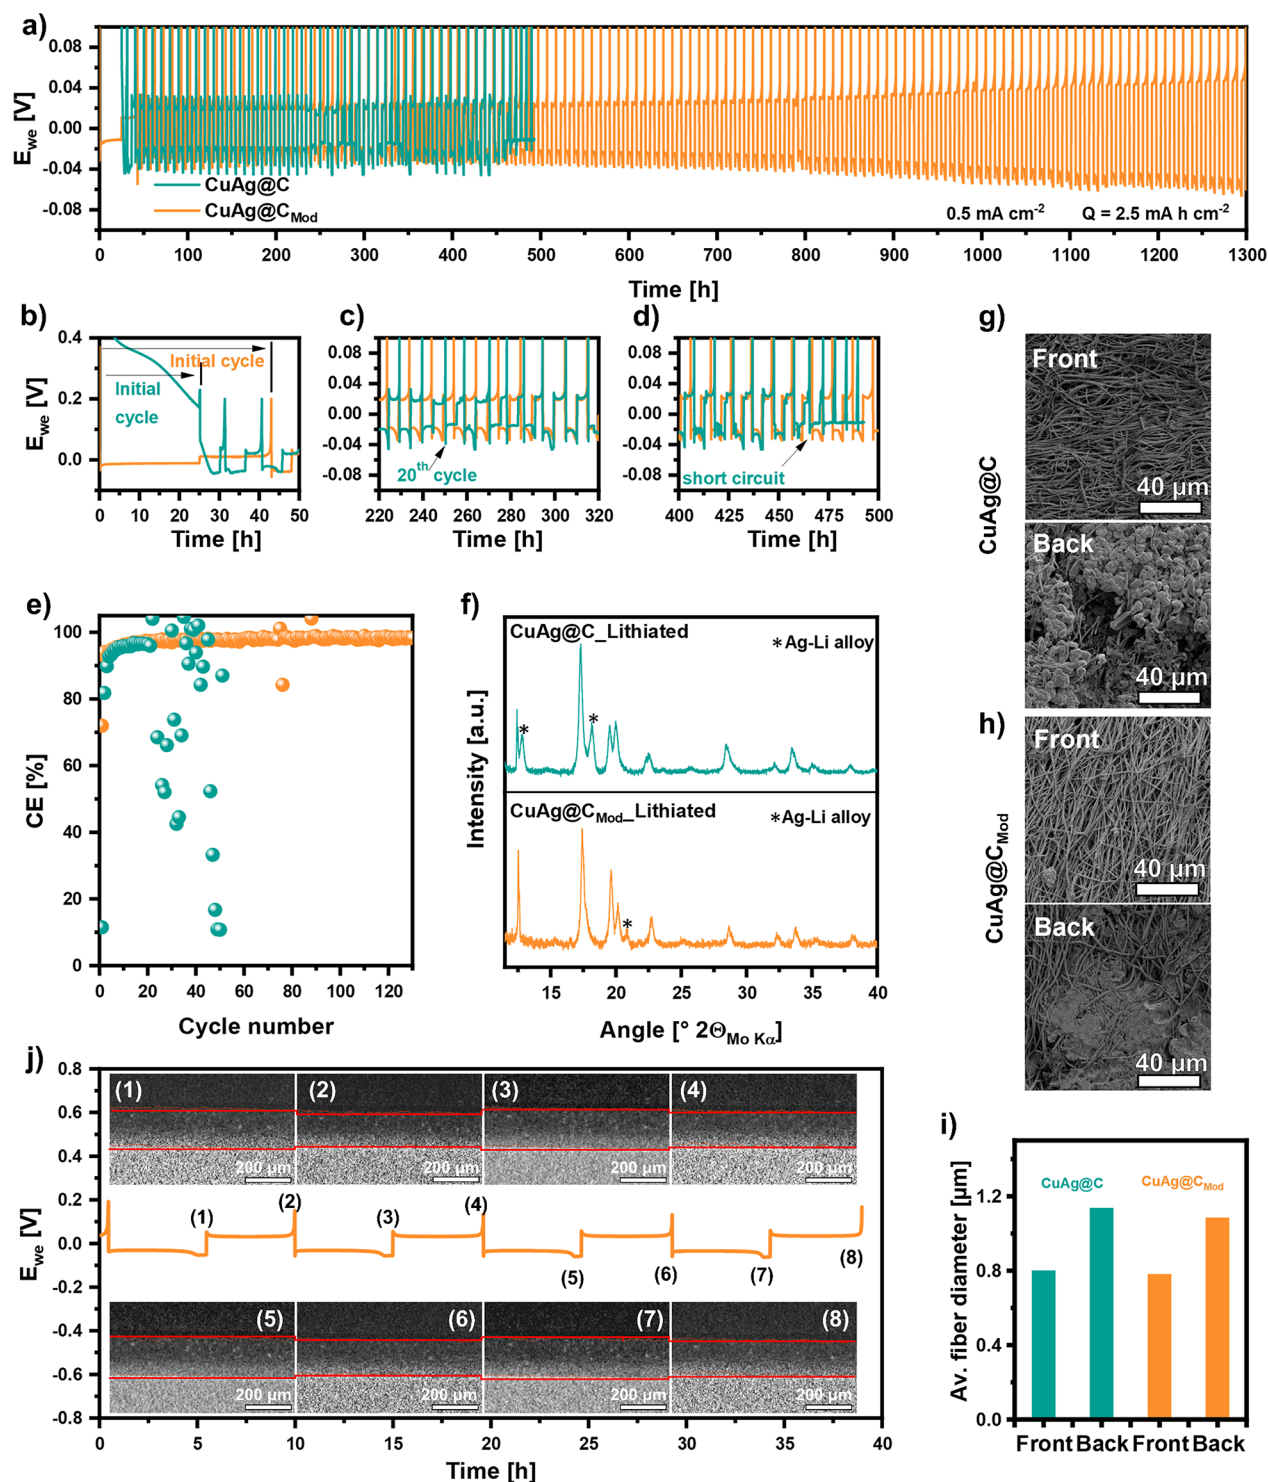 a)
0.08
0.04
0.00
-0.04
-0.08
E_we [V]
CuAg@C
CuAg@C_Mod
0.5 mA cm⁻²
Q = 2.5 mA h cm⁻²
0 100 200 300 400 500 600 700 800 900 1000 1100 1200 1300
Time [h]
b)
0.4
0.2
0.0
E_we [V]
Initial cycle
Initial
cycle
0 10 20 30 40 50
Time [h]
c)
0.08
0.04
0.00
-0.04
-0.08
20th cycle
220 240 260 280 300 320
Time [h]
d)
0.08
0.04
0.00
-0.04
-0.08
short circuit
400 425 450 475 500
Time [h]
e)
100
80
60
40
20
0
CE [%]
0 20 40 60 80 100 120
Cycle number
f)
CuAg@C_Lithiated
*Ag-Li alloy
*
*
CuAg@C_Mod_Lithiated
*Ag-Li alloy
*
Intensity [a.u.]
15 20 25 30 35 40
Angle [° 2Θ_Mo Kα]
g)
CuAg@C
Front
40 µm
Back
40 µm
h)
CuAg@C_Mod
Front
40 µm
Back
40 µm
i)
1.2
0.8
0.4
0.0
Av. fiber diameter [µm]
CuAg@C
CuAg@C_Mod
Front Back Front Back
j)
0.8
0.6
0.4
0.2
0.0
-0.2
-0.4
-0.6
-0.8
E_we [V]
(1) (2) (3) (4)
200 µm 200 µm 200 µm 200 µm
(1) (2) (3) (4)
(5) (6) (7) (8)
(5) (6) (7) (8)
200 µm 200 µm 200 µm 200 µm
0 5 10 15 20 25 30 35 40
Time [h]